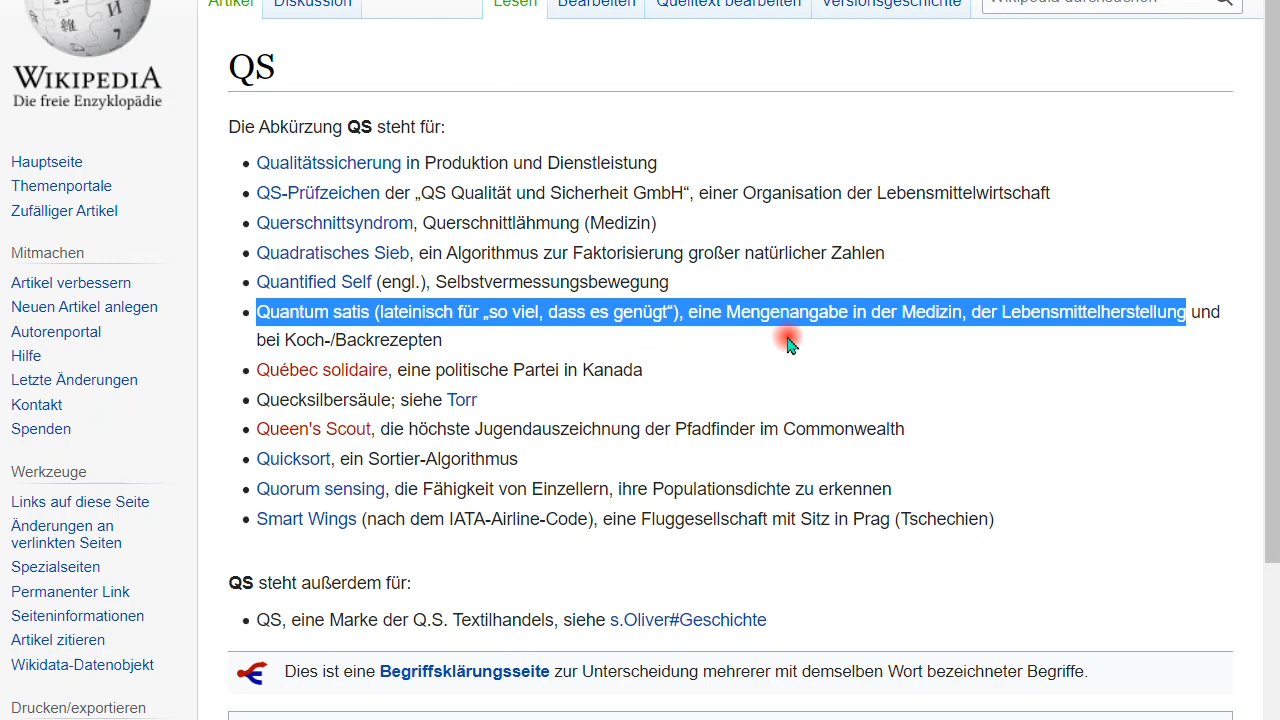 Artikel Diskussion Lesen Bearbeiten Quelltext bearbeiten Versionsgeschichte Wikipedia durchsuchen
WIKIPEDIA
Die freie Enzyklopädie
Hauptseite
Themenportale
Zufälliger Artikel
Mitmachen
Artikel verbessern
Neuen Artikel anlegen
Autorenportal
Hilfe
Letzte Änderungen
Kontakt
Spenden
Werkzeuge
Links auf diese Seite
Änderungen an
verlinkten Seiten
Spezialseiten
Permanenter Link
Seiteninformationen
Artikel zitieren
Wikidata-Datenobjekt
Drucken/exportieren
QS
Die Abkürzung QS steht für:
• Qualitätssicherung in Produktion und Dienstleistung
• QS-Prüfzeichen der „QS Qualität und Sicherheit GmbH“, einer Organisation der Lebensmittelwirtschaft
• Querschnittsyndrom, Querschnittlähmung (Medizin)
• Quadratisches Sieb, ein Algorithmus zur Faktorisierung großer natürlicher Zahlen
• Quantified Self (engl.), Selbstvermessungsbewegung
• Quantum satis (lateinisch für „so viel, dass es genügt“), eine Mengenangabe in der Medizin, der Lebensmittelherstellung und
bei Koch-/Backrezepten
• Québec solidaire, eine politische Partei in Kanada
• Quecksilbersäule; siehe Torr
• Queen's Scout, die höchste Jugendauszeichnung der Pfadfinder im Commonwealth
• Quicksort, ein Sortier-Algorithmus
• Quorum sensing, die Fähigkeit von Einzellern, ihre Populationsdichte zu erkennen
• Smart Wings (nach dem IATA-Airline-Code), eine Fluggesellschaft mit Sitz in Prag (Tschechien)
QS steht außerdem für:
• QS, eine Marke der Q.S. Textilhandels, siehe s.Oliver#Geschichte
Dies ist eine Begriffsklärungsseite zur Unterscheidung mehrerer mit demselben Wort bezeichneter Begriffe.